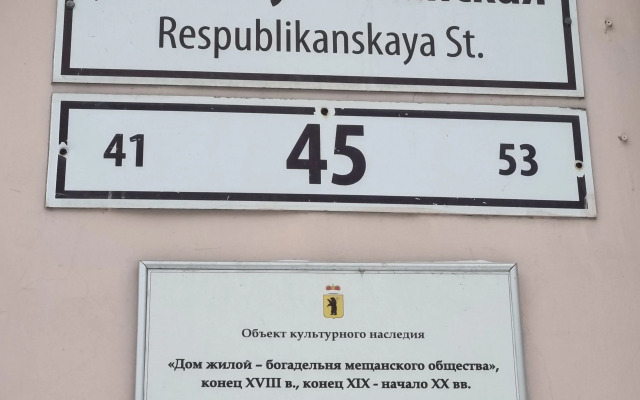 Respublikanskaya St.
41 45 53
Объект культурного наследия
«Дом жилой – богадельня мещанского общества»,
конец XVIII в., конец XIX - начало XX вв.